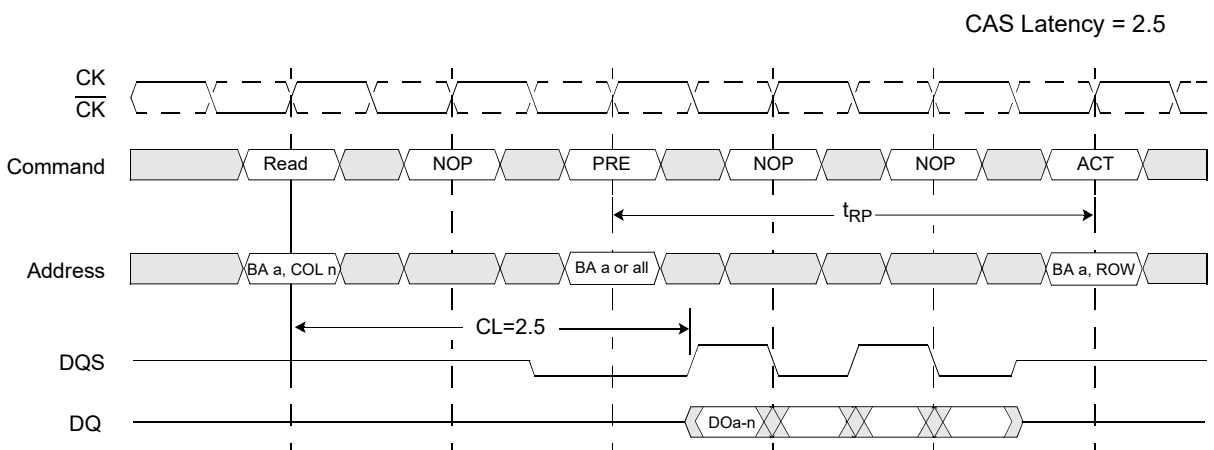 CAS Latency = 2.5
CK
CK
Command
Read
NOP
PRE
NOP
NOP
ACT
tRP
Address
BA a, COL n
BA a or all
BA a, ROW
CL=2.5
DQS
DQ
DOa-n